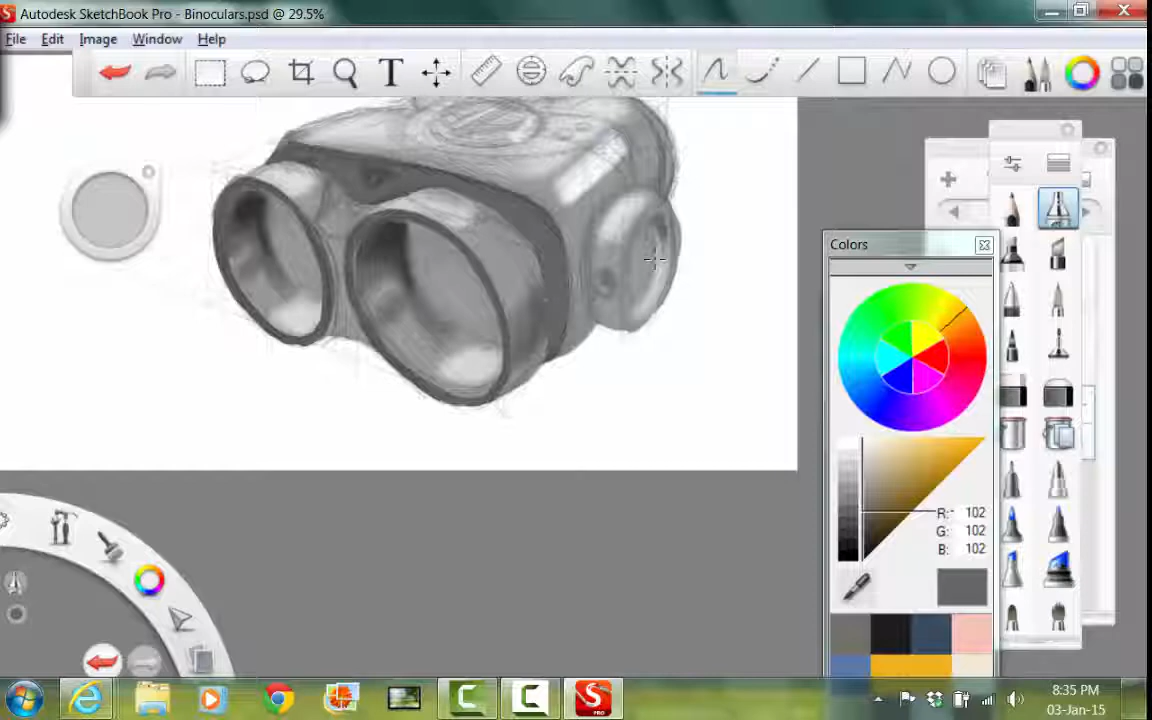 Autodesk SketchBook Pro - Binoculars.psd @ 29.5%
File Edit Image Window Help
T
Colors
R: 102
G: 102
B: 102
8:35 PM
03-Jan-15
C C S
PRO